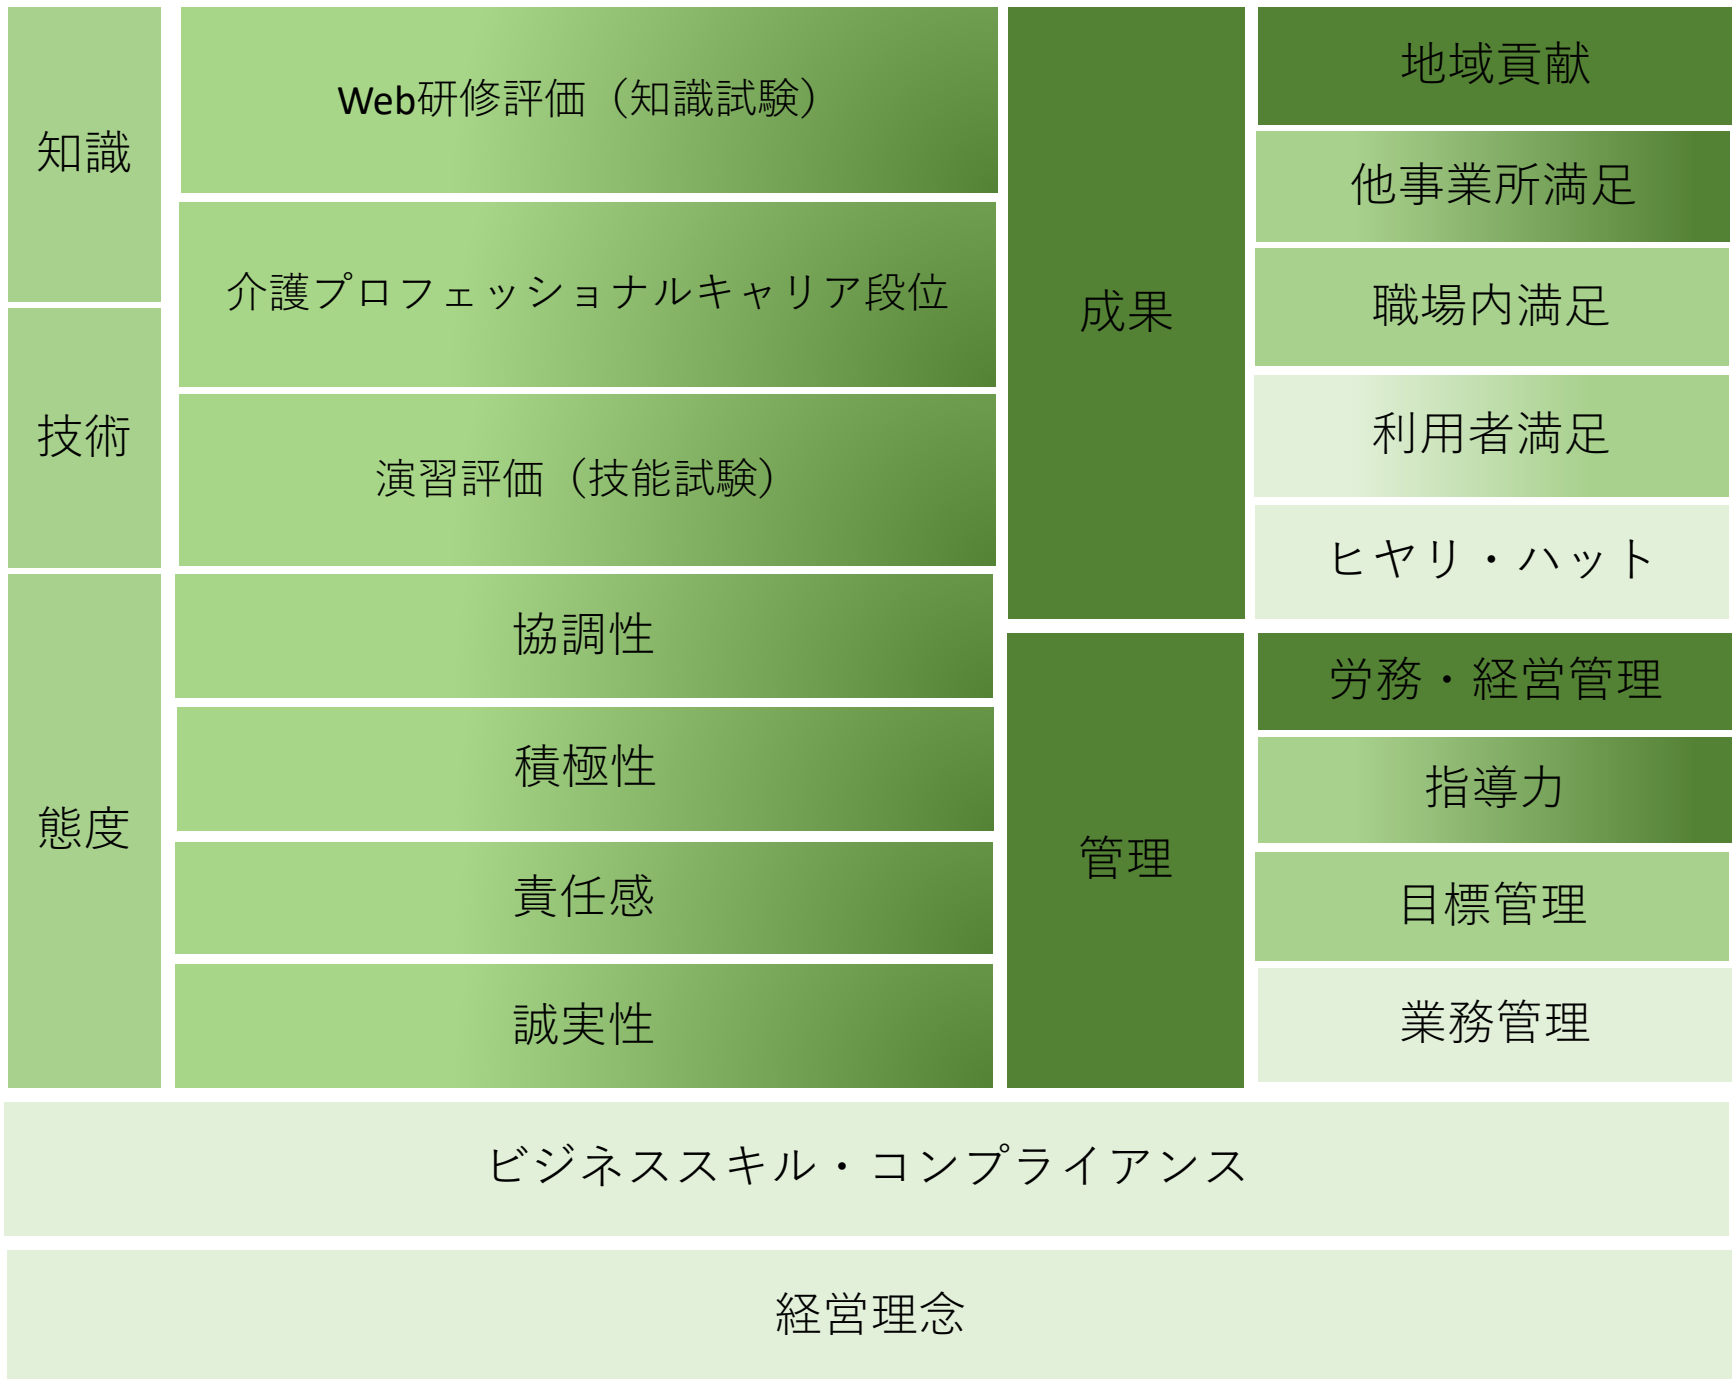 知識
Web研修評価（知識試験）
介護プロフェッショナルキャリア段位
技術
演習評価（技能試験）
態度
協調性
積極性
責任感
誠実性
成果
地域貢献
他事業所満足
職場内満足
利用者満足
ヒヤリ・ハット
管理
労務・経営管理
指導力
目標管理
業務管理
ビジネススキル・コンプライアンス
経営理念